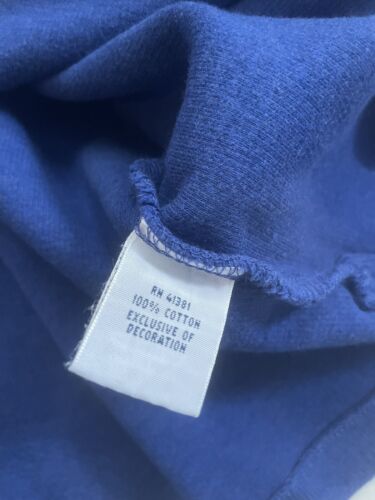 RN 41381
100% COTTON
EXCLUSIVE OF
DECORATION